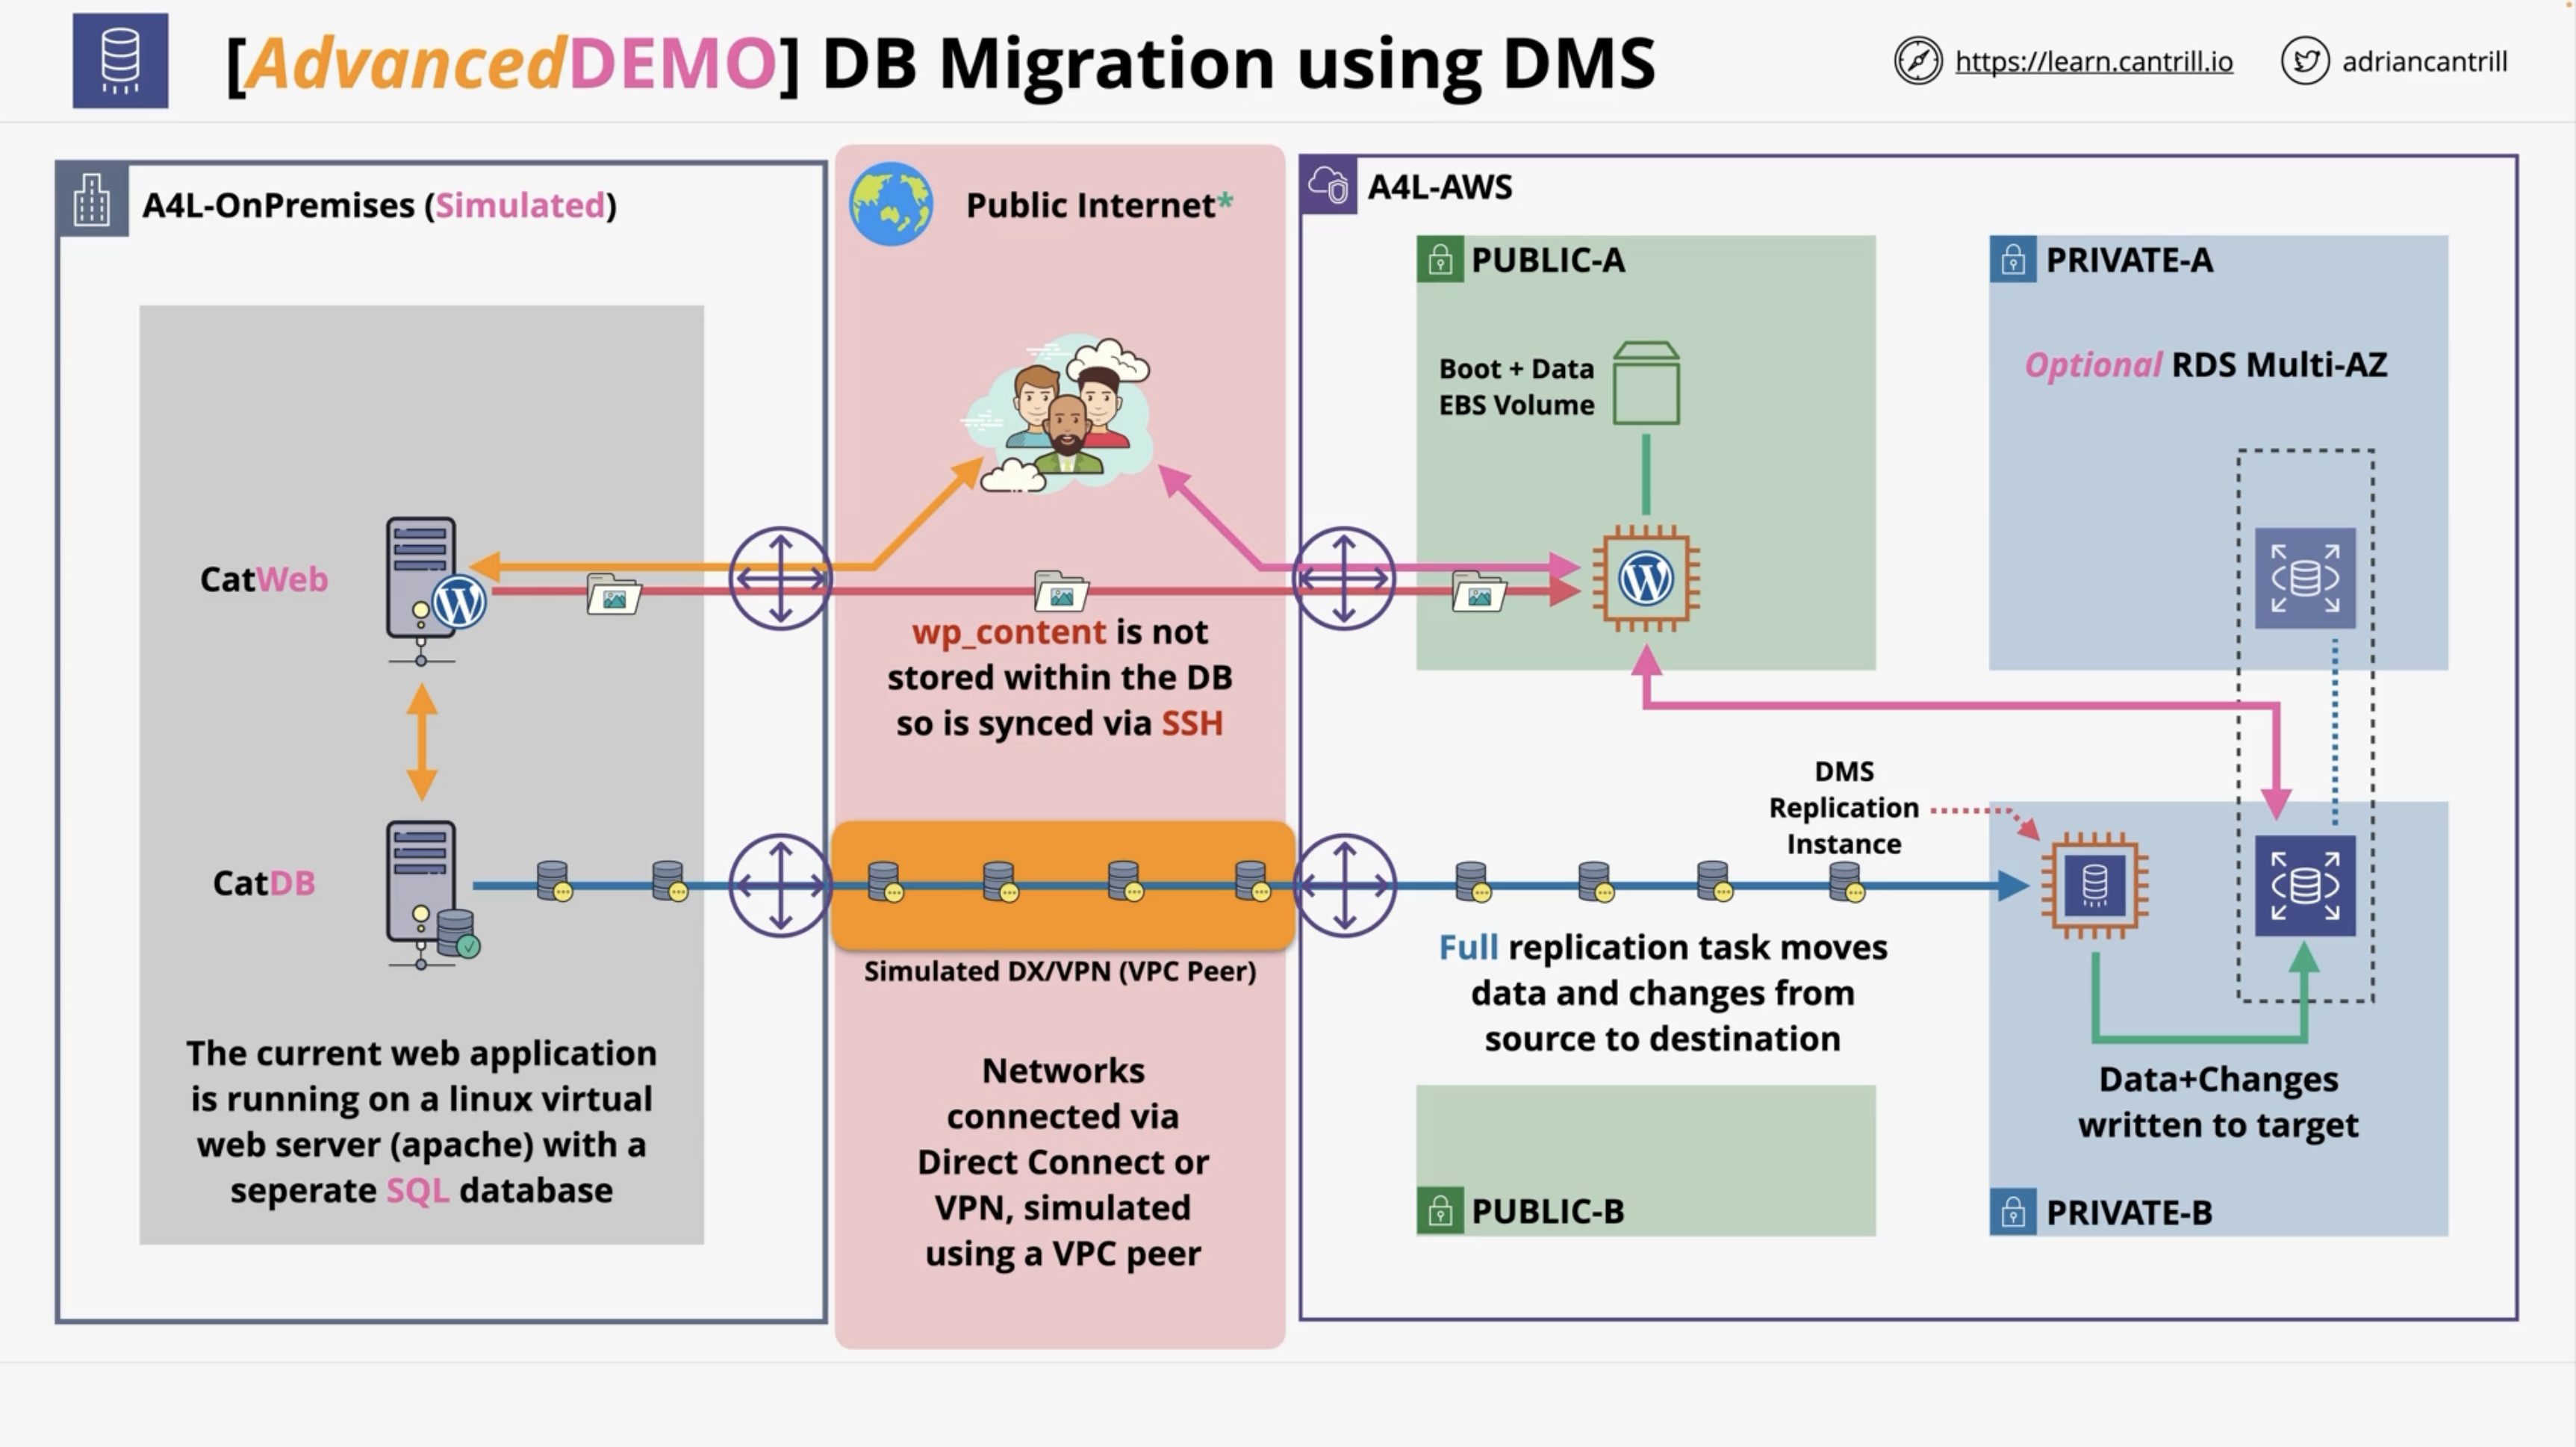 [AdvancedDEMO] DB Migration using DMS
https://learn.cantrill.io
adriancantrill
A4L-OnPremises (Simulated)
CatWeb
CatDB
The current web application
is running on a linux virtual
web server (apache) with a
seperate SQL database
Public Internet*
wp_content is not
stored within the DB
so is synced via SSH
Simulated DX/VPN (VPC Peer)
Networks
connected via
Direct Connect or
VPN, simulated
using a VPC peer
A4L-AWS
PUBLIC-A
Boot + Data
EBS Volume
PRIVATE-A
Optional RDS Multi-AZ
DMS
Replication
Instance
Full replication task moves
data and changes from
source to destination
Data+Changes
written to target
PUBLIC-B
PRIVATE-B